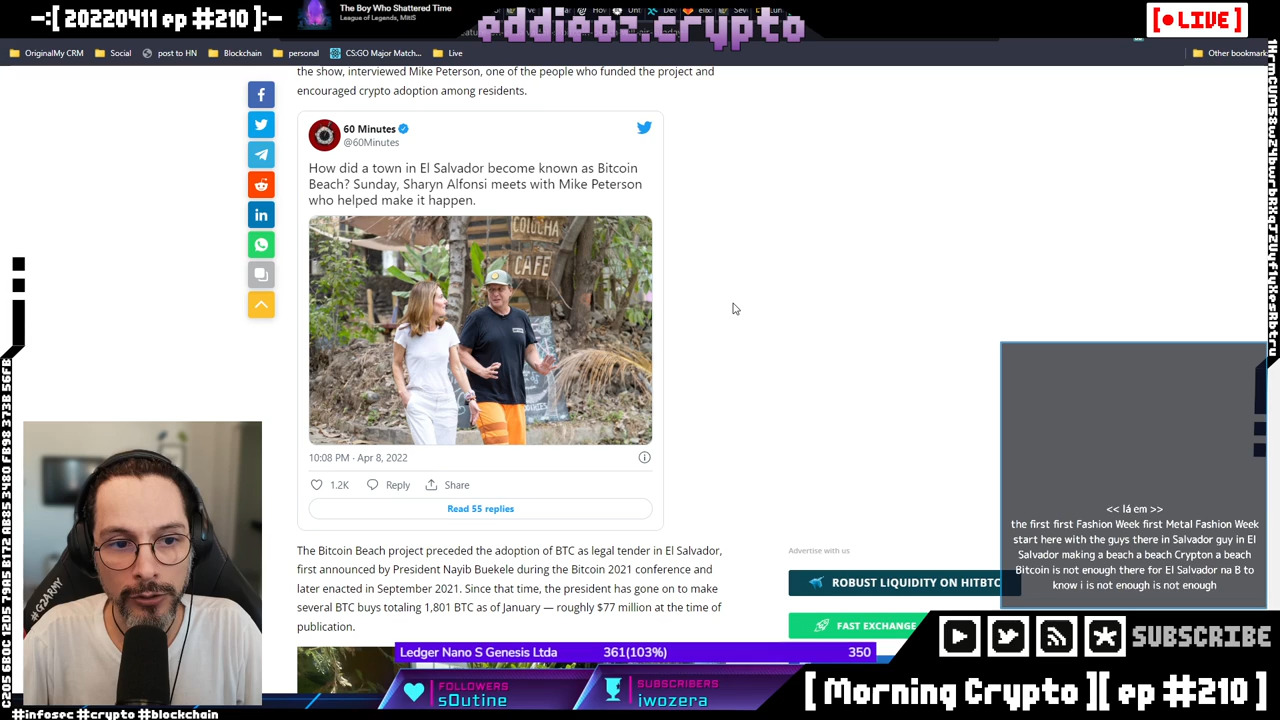 -:[ 20220411 ep #210 ]:-
The Boy Who Shattered Time
League of Legends, MitiS
eddieoz.crypto
[ LIVE ]
OriginalMy CRM
Social
post to HN
Blockchain
personal
CS:GO Major Match...
Live
Other bookmark
the show, interviewed Mike Peterson, one of the people who funded the project and
encouraged crypto adoption among residents.
60 Minutes
@60Minutes
How did a town in El Salvador become known as Bitcoin
Beach? Sunday, Sharyn Alfonsi meets with Mike Peterson
who helped make it happen.
COLOCHA
CAFE
10:08 PM · Apr 8, 2022
1.2K
Reply
Share
Read 55 replies
The Bitcoin Beach project preceded the adoption of BTC as legal tender in El Salvador,
first announced by President Nayib Buekele during the Bitcoin 2021 conference and
later enacted in September 2021. Since that time, the president has gone on to make
several BTC buys totaling 1,801 BTC as of January — roughly $77 million at the time of
publication.
Advertise with us
ROBUST LIQUIDITY ON HITBTC
FAST EXCHANGE
<< lá em >>
the first first Fashion Week first Metal Fashion Week
start here with the guys there in Salvador guy in El
Salvador making a beach a beach Crypton a beach
Bitcoin is not enough there for El Salvador na B to
know i is not enough is not enough
Ledger Nano S Genesis Ltda
361(103%)
350
FOLLOWERS
s0utine
SUBSCRIBERS
iwozera
SUBSCRIBE
[ Morning Crypto ][ ep #210 ]
#infosec #crypto #blockchain